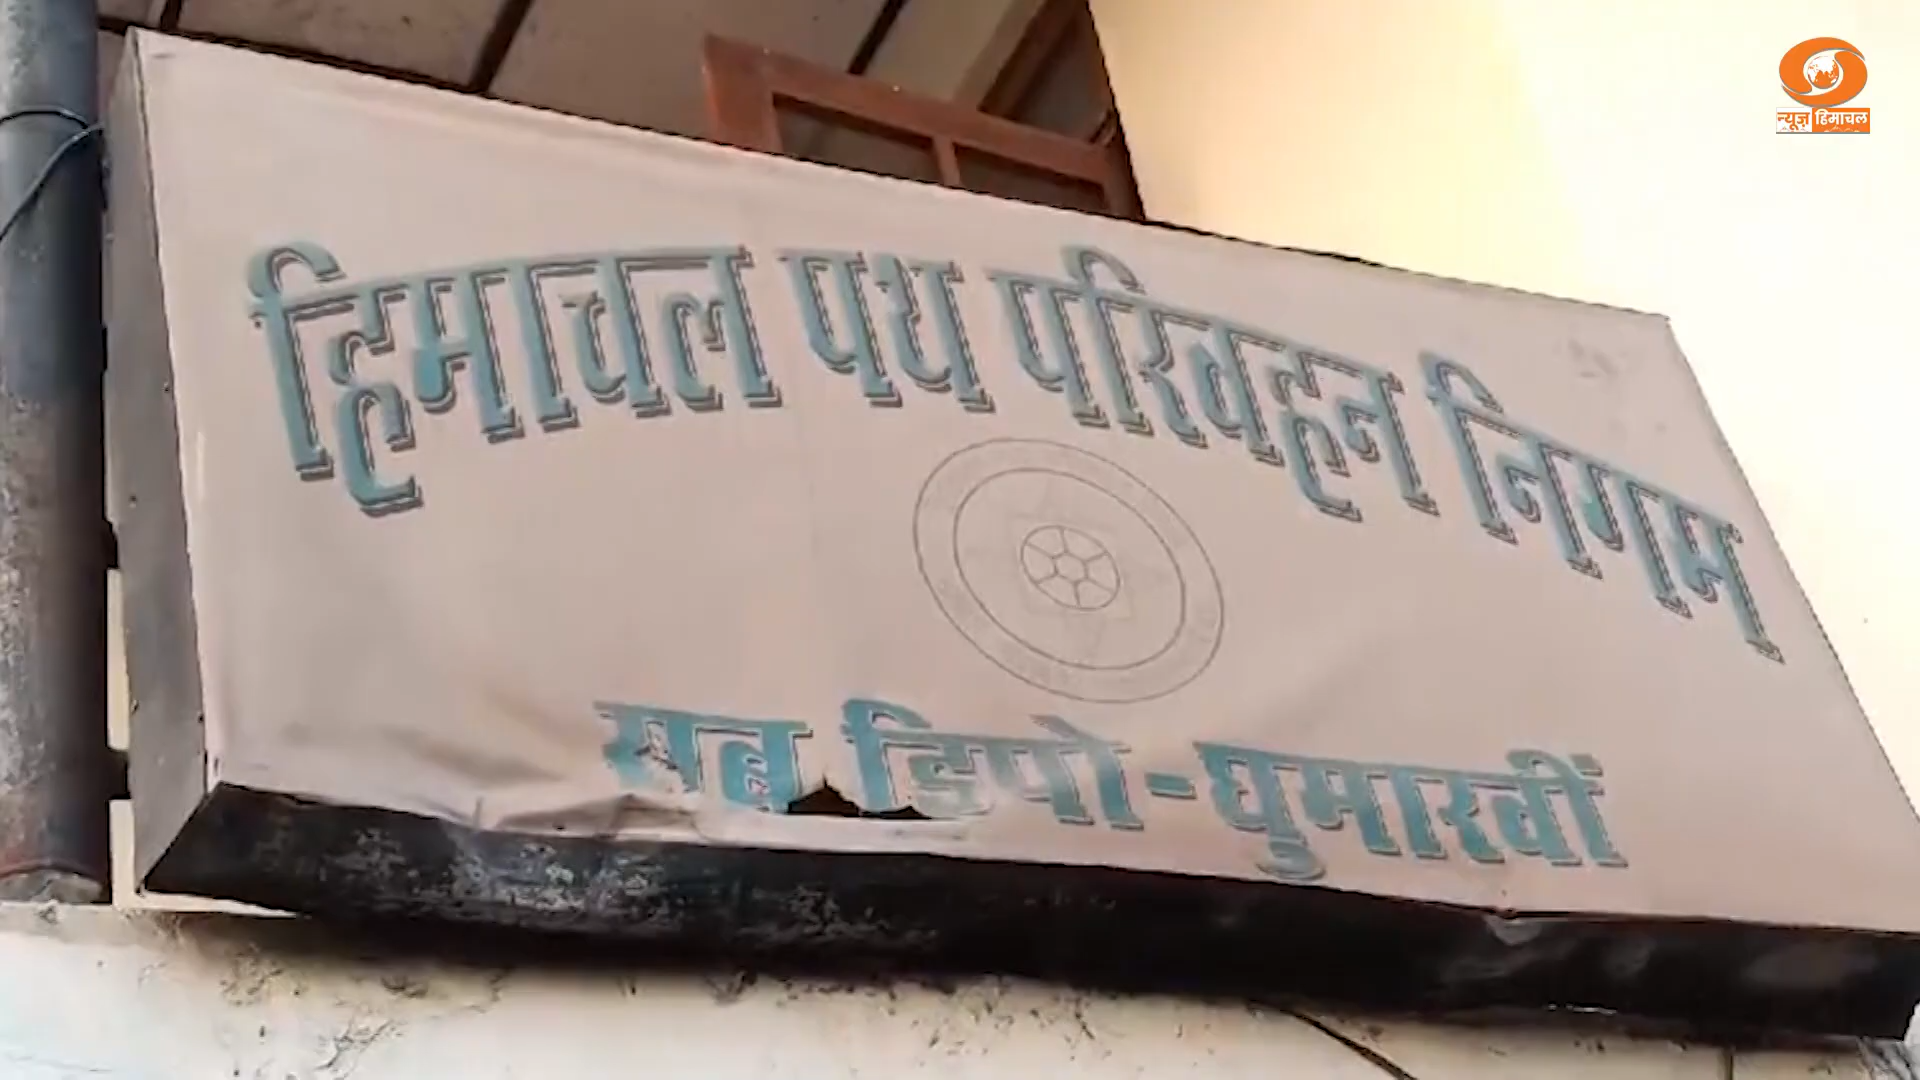 हिमाचल पथ परिवहन निगम
सब डिपो-घुमारवीं
न्यूज़ हिमाचल